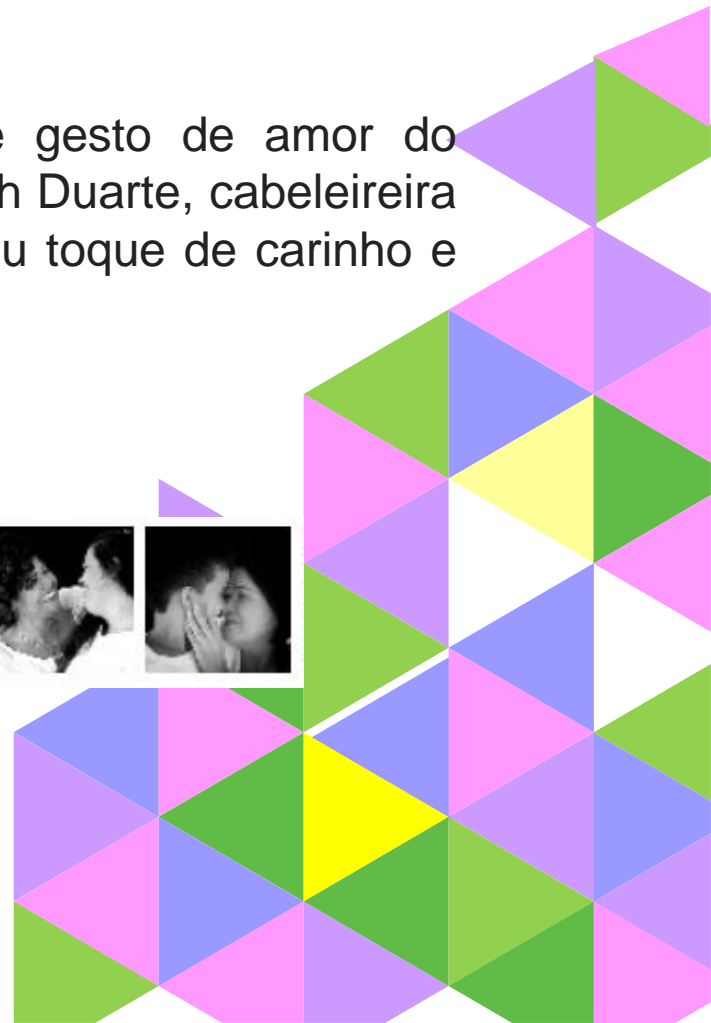 gesto de amor do
Duarte, cabeleireira
toque de carinho e